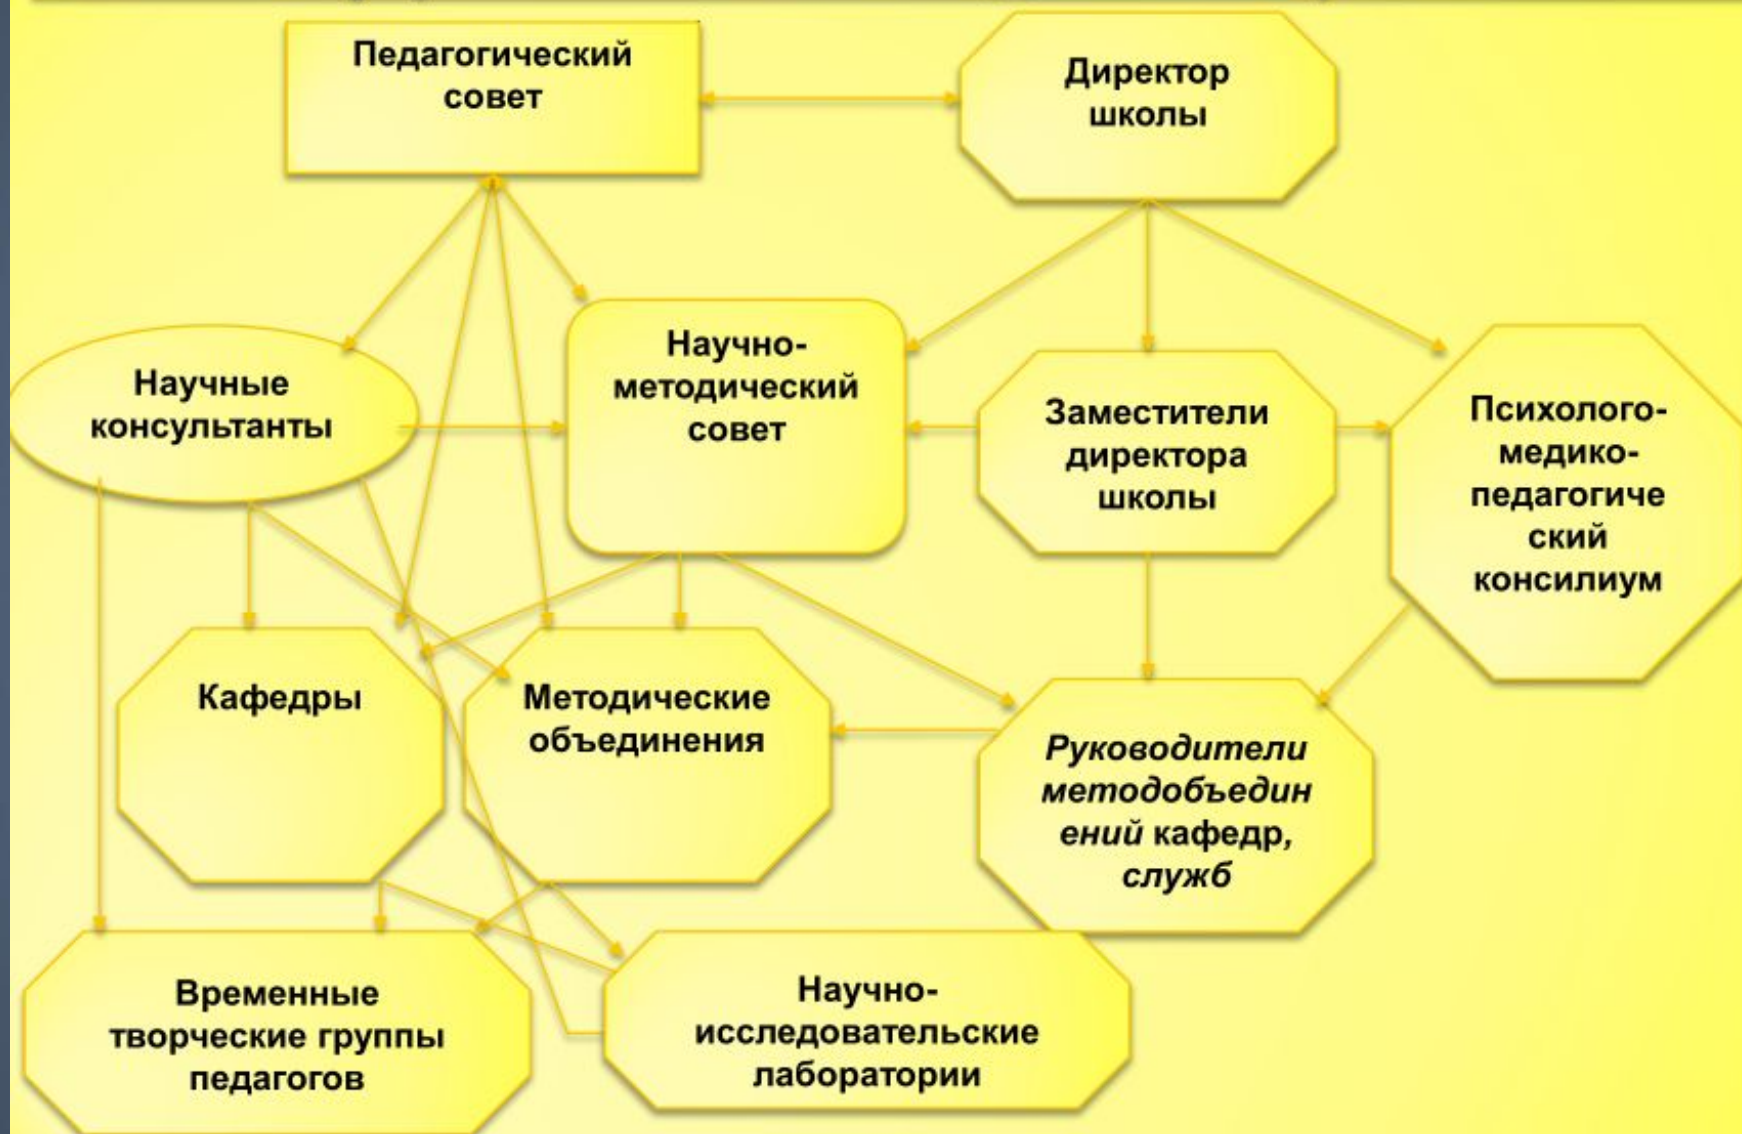 Педагогический
совет
Директор
школы
Научные
консультанты
Научно-
методический
совет
Заместители
директора
школы
Психолого-
медико-
педагогиче
ский
консилиум
Кафедры
Методические
объединения
Руководители
методобъедин
ений кафедр,
служб
Временные
творческие группы
педагогов
Научно-
исследовательские
лаборатории